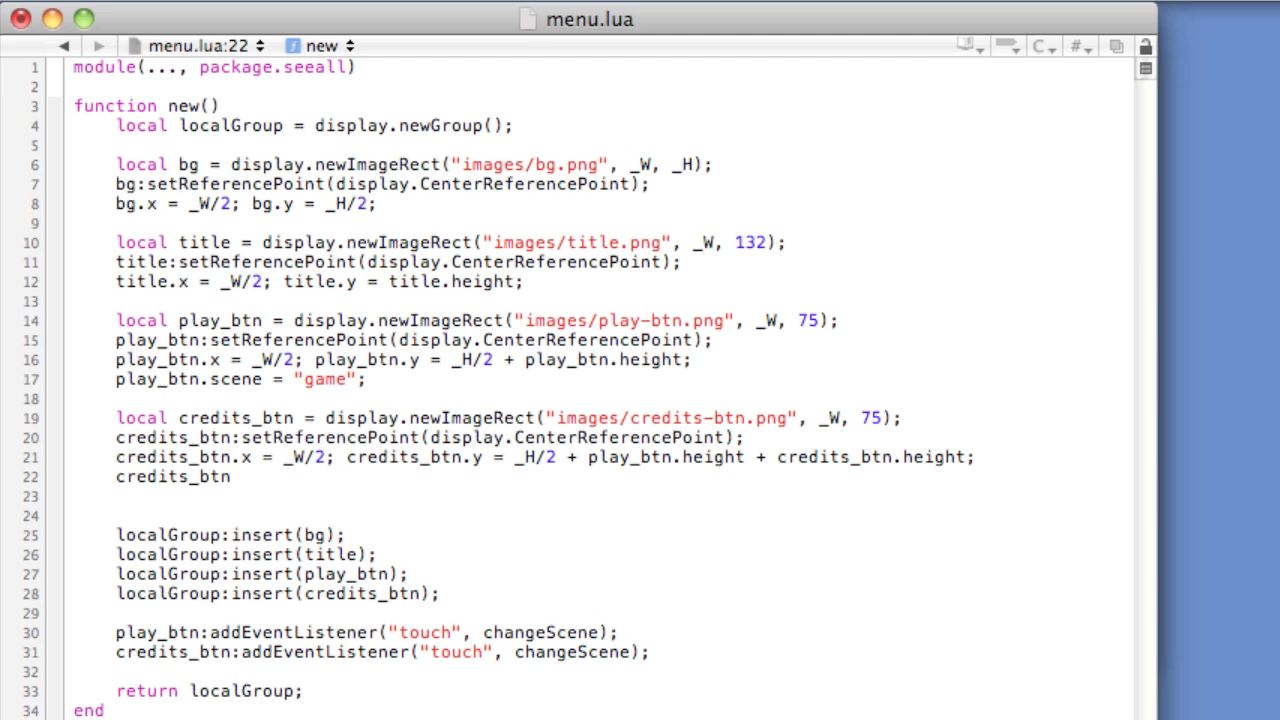 menu.lua
menu.lua:22 f new C # 
1 module(..., package.seeall)
2
3 function new()
4 local localGroup = display.newGroup();
5
6 local bg = display.newImageRect("images/bg.png", _W, _H);
7 bg:setReferencePoint(display.CenterReferencePoint);
8 bg.x = _W/2; bg.y = _H/2;
9
10 local title = display.newImageRect("images/title.png", _W, 132);
11 title:setReferencePoint(display.CenterReferencePoint);
12 title.x = _W/2; title.y = title.height;
13
14 local play_btn = display.newImageRect("images/play-btn.png", _W, 75);
15 play_btn:setReferencePoint(display.CenterReferencePoint);
16 play_btn.x = _W/2; play_btn.y = _H/2 + play_btn.height;
17 play_btn.scene = "game";
18
19 local credits_btn = display.newImageRect("images/credits-btn.png", _W, 75);
20 credits_btn:setReferencePoint(display.CenterReferencePoint);
21 credits_btn.x = _W/2; credits_btn.y = _H/2 + play_btn.height + credits_btn.height;
22 credits_btn
23
24
25 localGroup:insert(bg);
26 localGroup:insert(title);
27 localGroup:insert(play_btn);
28 localGroup:insert(credits_btn);
29
30 play_btn:addEventListener("touch", changeScene);
31 credits_btn:addEventListener("touch", changeScene);
32
33 return localGroup;
34 end